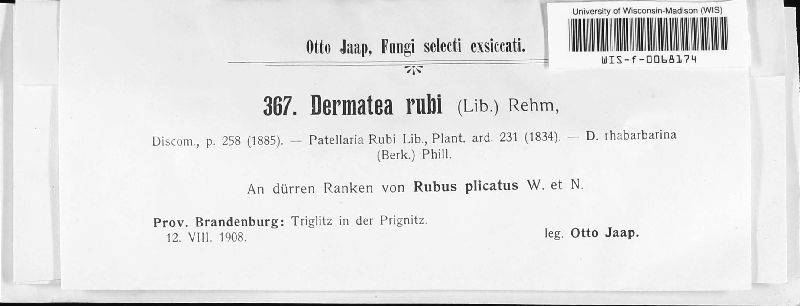 University of Wisconsin-Madison (WIS)
WIS-f-0068174
Otto Jaap, Fungi selecti exsiccati.
367. Dermatea rubi (Lib.) Rehm,
Discom., p. 258 (1885). — Patellaria Rubi Lib., Plant. ard. 231 (1834). — D. rhabarbarina
(Berk.) Phill.
An dürren Ranken von Rubus plicatus W. et N.
Prov. Brandenburg: Triglitz in der Prignitz.
12. VIII. 1908.
leg. Otto Jaap.